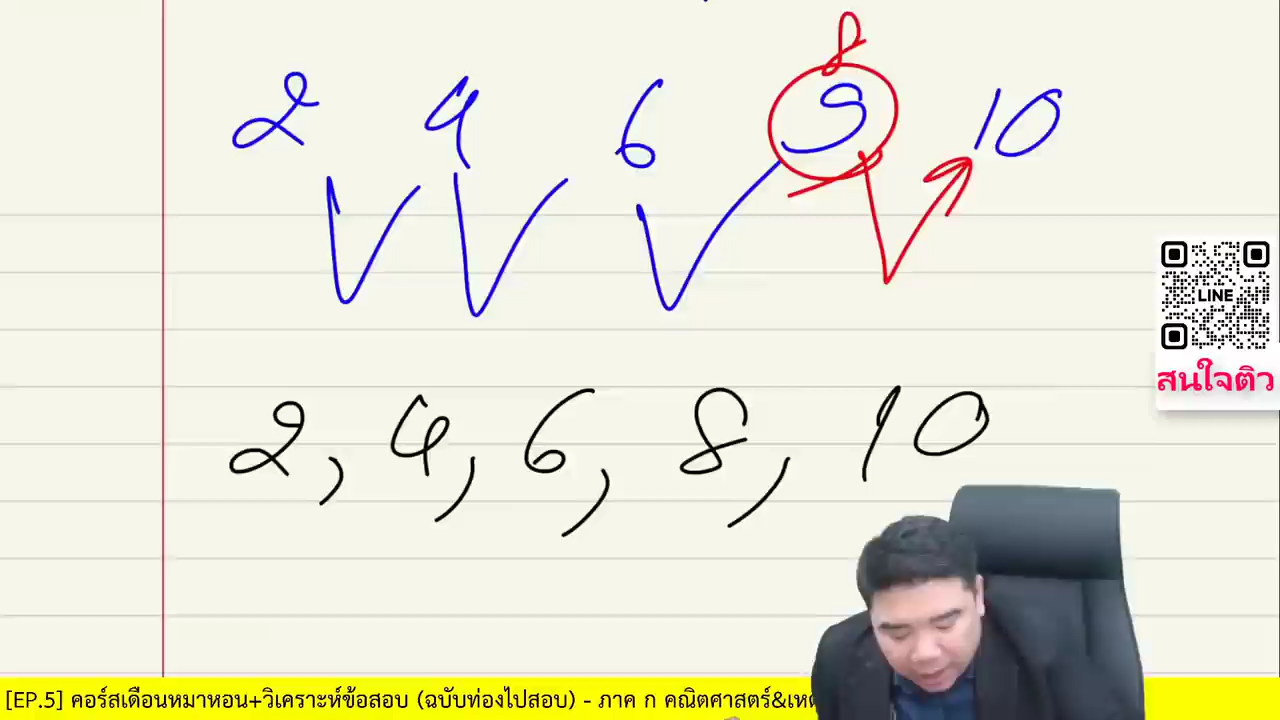 8
2 4 6 9 10
LINE
สนใจติว
2, 4, 6, 8, 10
[EP.5] คอร์สเดือนหมาหอน+วิเคราะห์ข้อสอบ (ฉบับท่องไปสอบ) - ภาค ก คณิตศาสตร์&เหตุ